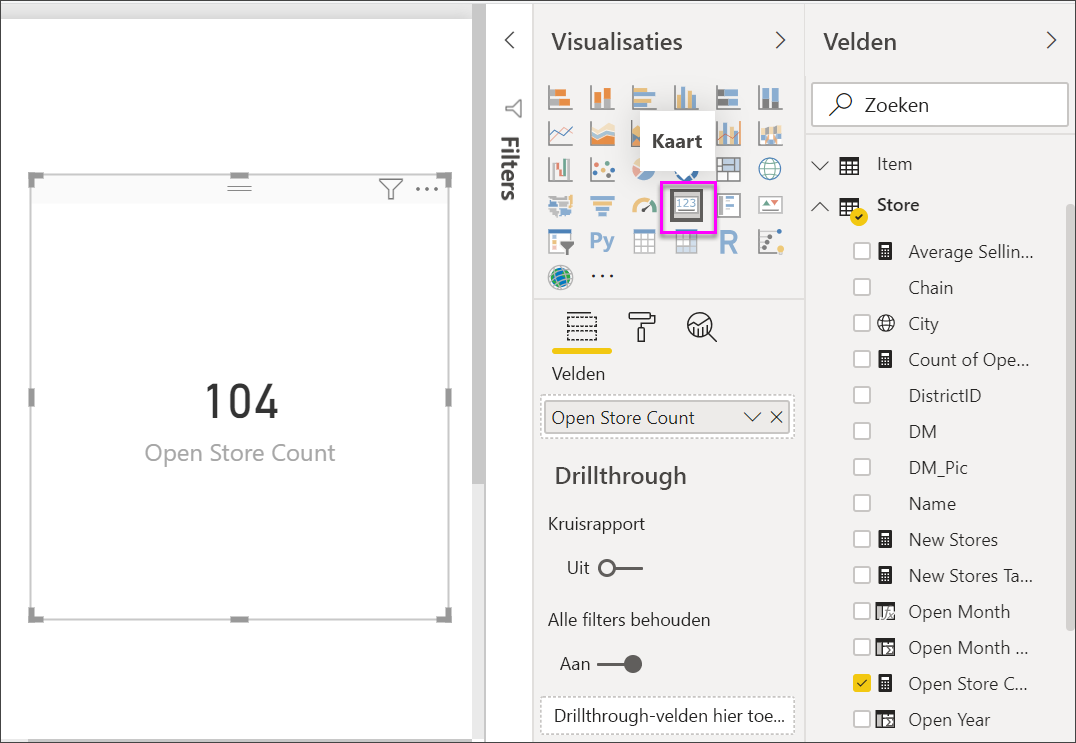 104
Open Store Count
Filters
Visualisaties
Kaart
123
Py
R
Velden
Open Store Count
Drillthrough
Kruisrapport
Uit
Alle filters behouden
Aan
Drillthrough-velden hier toe...
Velden
Zoeken
Item
Store
Average Sellin...
Chain
City
Count of Ope...
DistrictID
DM
DM_Pic
Name
New Stores
New Stores Ta...
Open Month
Open Month ...
Open Store C...
Open Year